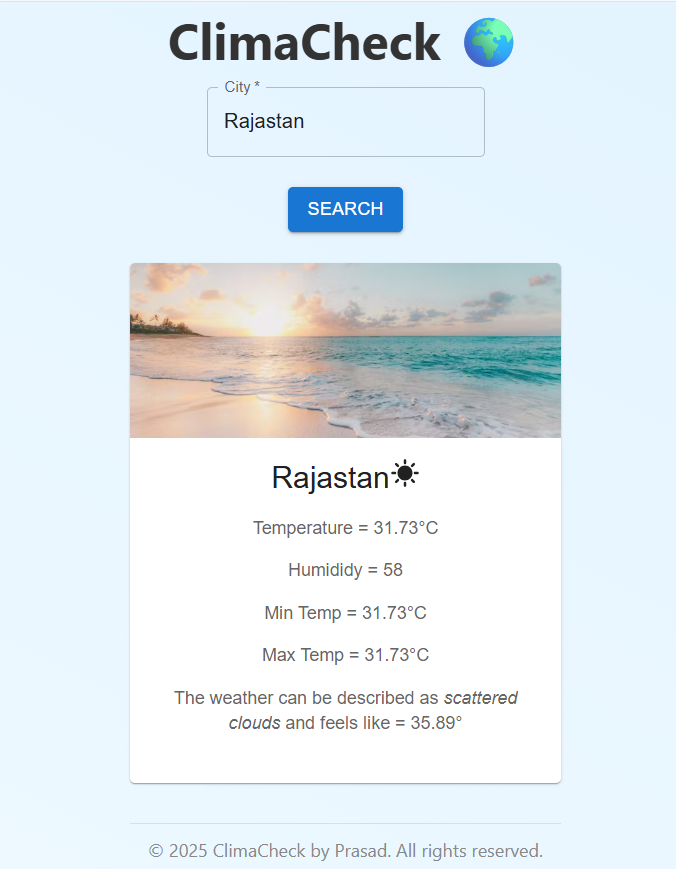 ClimaCheck
City *
Rajastan
SEARCH
Rajastan
Temperature = 31.73°C
Humididy = 58
Min Temp = 31.73°C
Max Temp = 31.73°C
The weather can be described as scattered
clouds and feels like = 35.89°
© 2025 ClimaCheck by Prasad. All rights reserved.